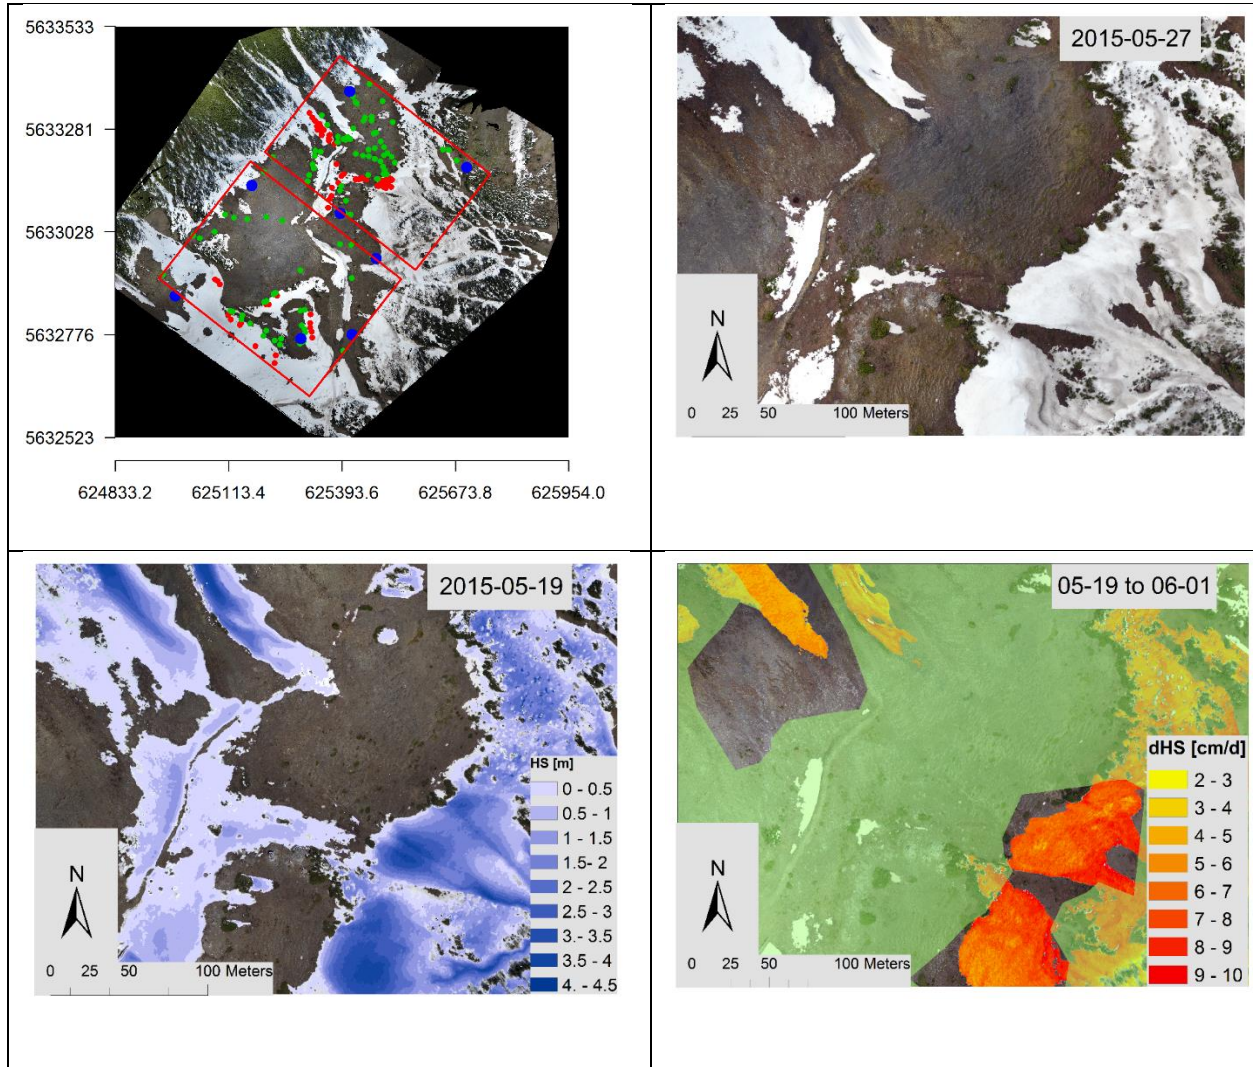 5633533
5633281
5633028
5632776
5632523
624833.2 625113.4 625393.6 625673.8 625954.0
2015-05-27
N
0 25 50 100 Meters
2015-05-19
HS [m]
0 - 0.5
0.5 - 1
1 - 1.5
1.5- 2
2 - 2.5
2.5 - 3
3.- 3.5
3.5 - 4
4. - 4.5
N
0 25 50 100 Meters
05-19 to 06-01
dHS [cm/d]
2 - 3
3 - 4
4 - 5
5 - 6
6 - 7
7 - 8
8 - 9
9 - 10
N
0 25 50 100 Meters